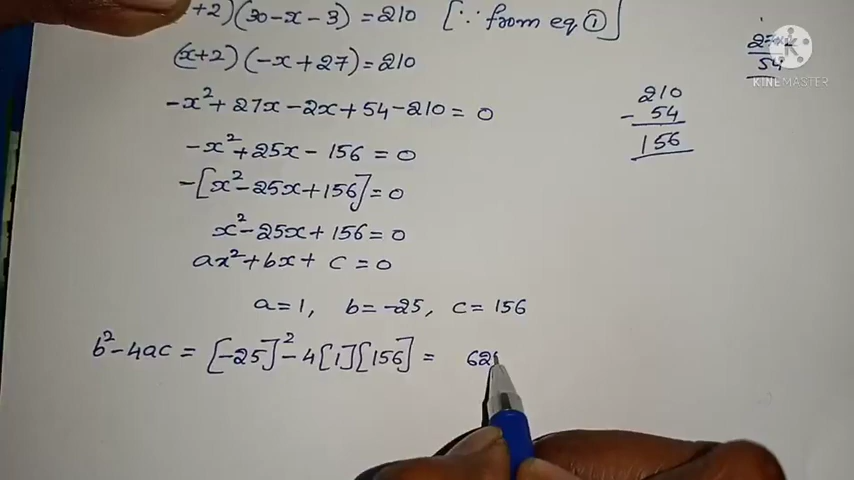 +2)(30-x-3) = 210 [∵ from eq ①]
(x+2)(-x+27)=210
-x²+27x-2x+54-210 = 0
-x²+25x-156 = 0
-[x²-25x+156]=0
x²-25x+156=0
ax²+bx+c=0
a=1, b=-25, c=156
b²-4ac = [-25]²-4[1][156] = 62
54
210
- 54
156
KINEMASTER